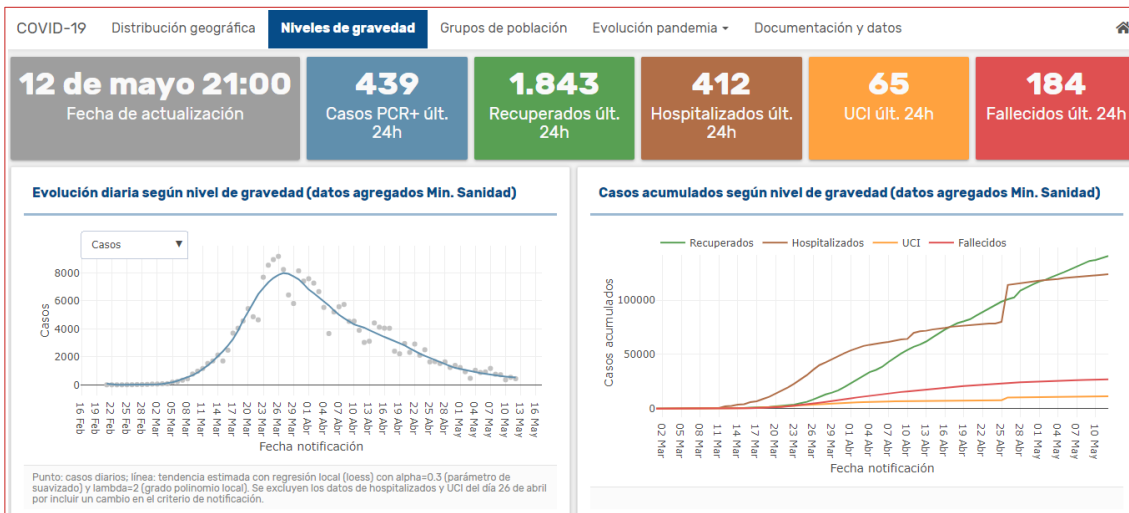 COVID-19 Distribución geográfica Niveles de gravedad Grupos de población Evolución pandemia Documentación y datos
12 de mayo 21:00
Fecha de actualización
439
Casos PCR+ últ.
24h
1.843
Recuperados últ.
24h
412
Hospitalizados últ.
24h
65
UCI últ. 24h
184
Fallecidos últ. 24h
Evolución diaria según nivel de gravedad (datos agregados Min. Sanidad)
Casos
8000
6000
4000
2000
0
Casos
16 Feb
19 Feb
22 Feb
25 Feb
28 Feb
02 Mar
05 Mar
08 Mar
11 Mar
14 Mar
17 Mar
20 Mar
23 Mar
26 Mar
29 Mar
01 Abr
04 Abr
07 Abr
10 Abr
13 Abr
16 Abr
19 Abr
22 Abr
25 Abr
28 Abr
01 May
04 May
07 May
10 May
13 May
16 May
Fecha notificación
Punto: casos diarios; línea: tendencia estimada con regresión local (loess) con alpha=0.3 (parámetro de
suavizado) y lambda=2 (grado polinomio local). Se excluyen los datos de hospitalizados y UCI del día 26 de abril
por incluir un cambio en el criterio de notificación.
Casos acumulados según nivel de gravedad (datos agregados Min. Sanidad)
Recuperados Hospitalizados UCI Fallecidos
100000
50000
0
Casos acumulados
02 Mar
05 Mar
08 Mar
11 Mar
14 Mar
17 Mar
20 Mar
23 Mar
26 Mar
29 Mar
01 Abr
04 Abr
07 Abr
10 Abr
13 Abr
16 Abr
19 Abr
22 Abr
25 Abr
28 Abr
01 May
04 May
07 May
10 May
Fecha notificación